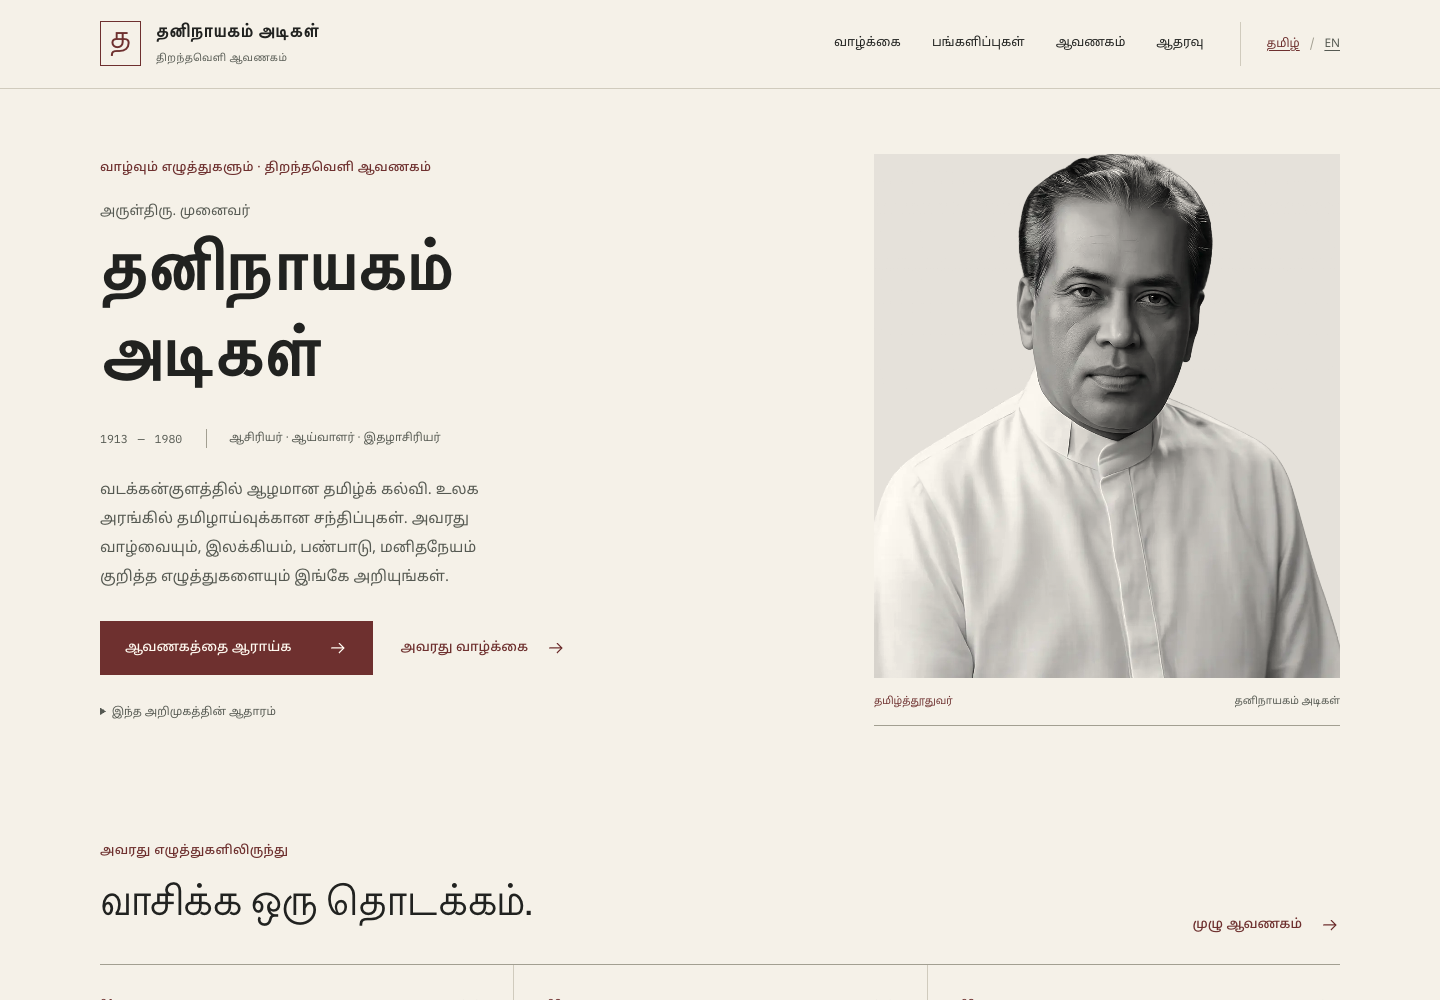 த
தனிநாயகம் அடிகள்
திறந்தவெளி ஆவணகம்
வாழ்க்கை
பங்களிப்புகள்
ஆவணகம்
ஆதரவு
தமிழ் / EN
வாழ்வும் எழுத்துகளும் · திறந்தவெளி ஆவணகம்
அருள்திரு. முனைவர்
தனிநாயகம்
அடிகள்
1913 — 1980
ஆசிரியர் · ஆய்வாளர் · இதழாசிரியர்
வடக்கன்குளத்தில் ஆழமான தமிழ்க் கல்வி. உலக
அரங்கில் தமிழாய்வுக்கான சந்திப்புகள். அவரது
வாழ்வையும், இலக்கியம், பண்பாடு, மனிதநேயம்
குறித்த எழுத்துகளையும் இங்கே அறியுங்கள்.
ஆவணகத்தை ஆராய்க →
அவரது வாழ்க்கை →
இந்த அறிமுகத்தின் ஆதாரம்
தமிழ்த்தூதுவர்
தனிநாயகம் அடிகள்
அவரது எழுத்துகளிலிருந்து
வாசிக்க ஒரு தொடக்கம்.
முழு ஆவணகம் →